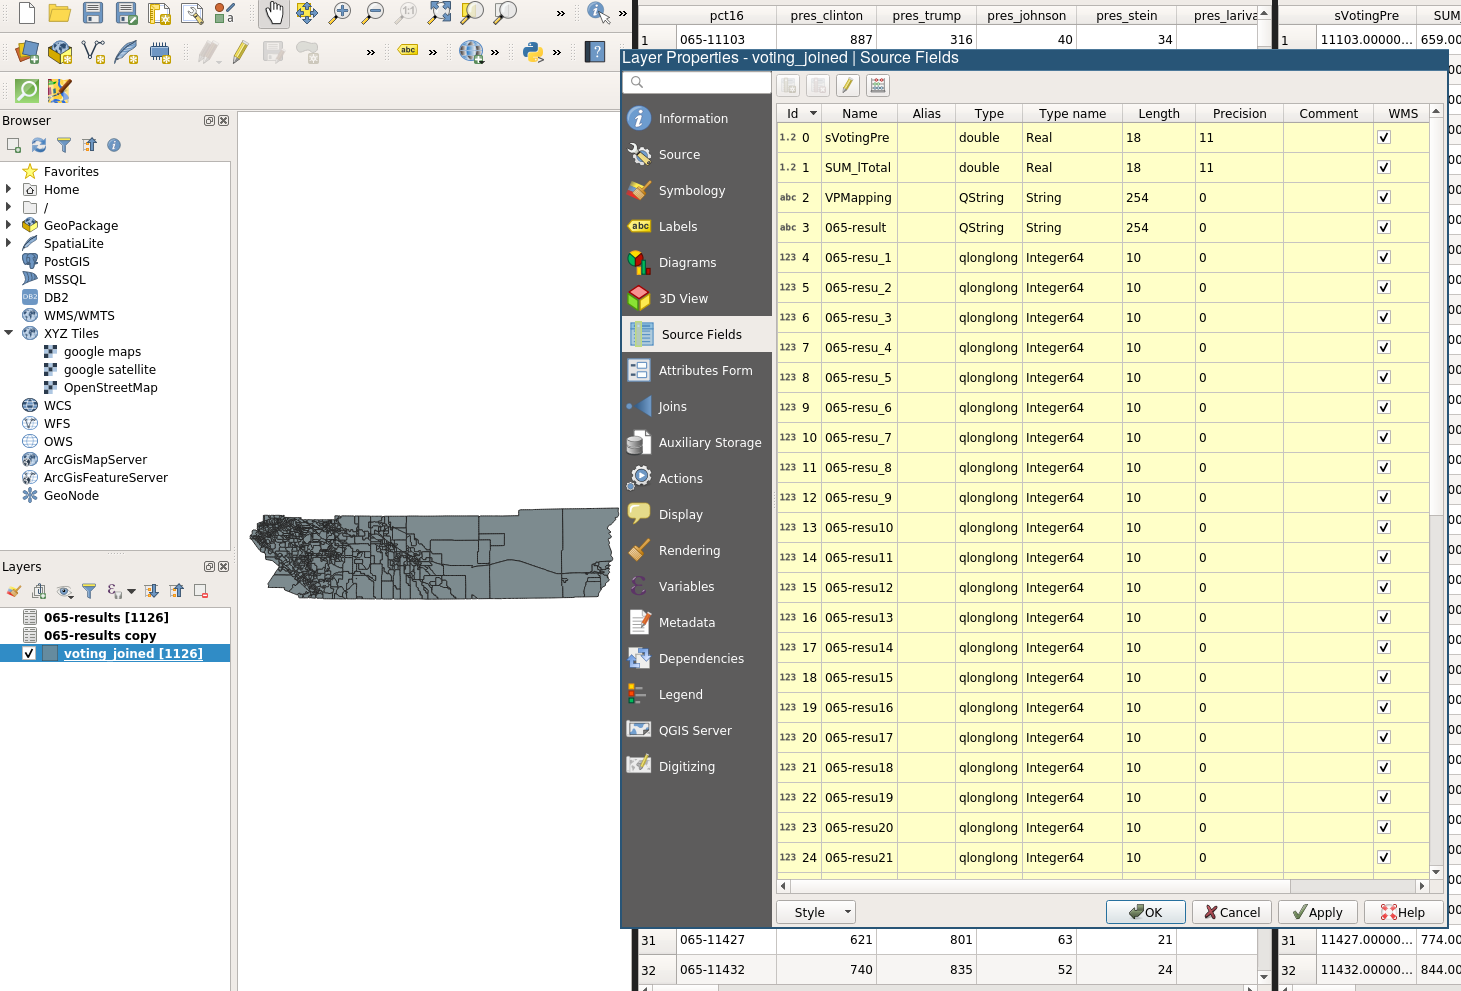 pct16 pres_clinton pres_trump pres_johnson pres_stein pres_lariva sVotingPre SUM
1 065-11103 887 316 40 34 1 11103.00000... 659.00
Layer Properties - voting_joined | Source Fields
Browser
Favorites
Home
/
GeoPackage
SpatiaLite
PostGIS
MSSQL
DB2
WMS/WMTS
XYZ Tiles
google maps
google satellite
OpenStreetMap
WCS
WFS
OWS
ArcGisMapServer
ArcGisFeatureServer
GeoNode
Layers
065-results [1126]
065-results copy
voting_joined [1126]
Information
Source
Symbology
abc Labels
Diagrams
3D View
Source Fields
Attributes Form
Joins
Auxiliary Storage
Actions
Display
Rendering
Variables
Metadata
Dependencies
Legend
QGIS Server
Digitizing
Id Name Alias Type Type name Length Precision Comment WMS
1.2 0 sVotingPre double Real 18 11
1.2 1 SUM_lTotal double Real 18 11
abc 2 VPMapping QString String 254 0
abc 3 065-result QString String 254 0
123 4 065-resu_1 qlonglong Integer64 10 0
123 5 065-resu_2 qlonglong Integer64 10 0
123 6 065-resu_3 qlonglong Integer64 10 0
123 7 065-resu_4 qlonglong Integer64 10 0
123 8 065-resu_5 qlonglong Integer64 10 0
123 9 065-resu_6 qlonglong Integer64 10 0
123 10 065-resu_7 qlonglong Integer64 10 0
123 11 065-resu_8 qlonglong Integer64 10 0
123 12 065-resu_9 qlonglong Integer64 10 0
123 13 065-resu10 qlonglong Integer64 10 0
123 14 065-resu11 qlonglong Integer64 10 0
123 15 065-resu12 qlonglong Integer64 10 0
123 16 065-resu13 qlonglong Integer64 10 0
123 17 065-resu14 qlonglong Integer64 10 0
123 18 065-resu15 qlonglong Integer64 10 0
123 19 065-resu16 qlonglong Integer64 10 0
123 20 065-resu17 qlonglong Integer64 10 0
123 21 065-resu18 qlonglong Integer64 10 0
123 22 065-resu19 qlonglong Integer64 10 0
123 23 065-resu20 qlonglong Integer64 10 0
123 24 065-resu21 qlonglong Integer64 10 0
Style OK Cancel Apply Help
31 065-11427 621 801 63 21 31 11427.00000... 774.00
32 065-11432 740 835 52 24 32 11432.00000... 844.00